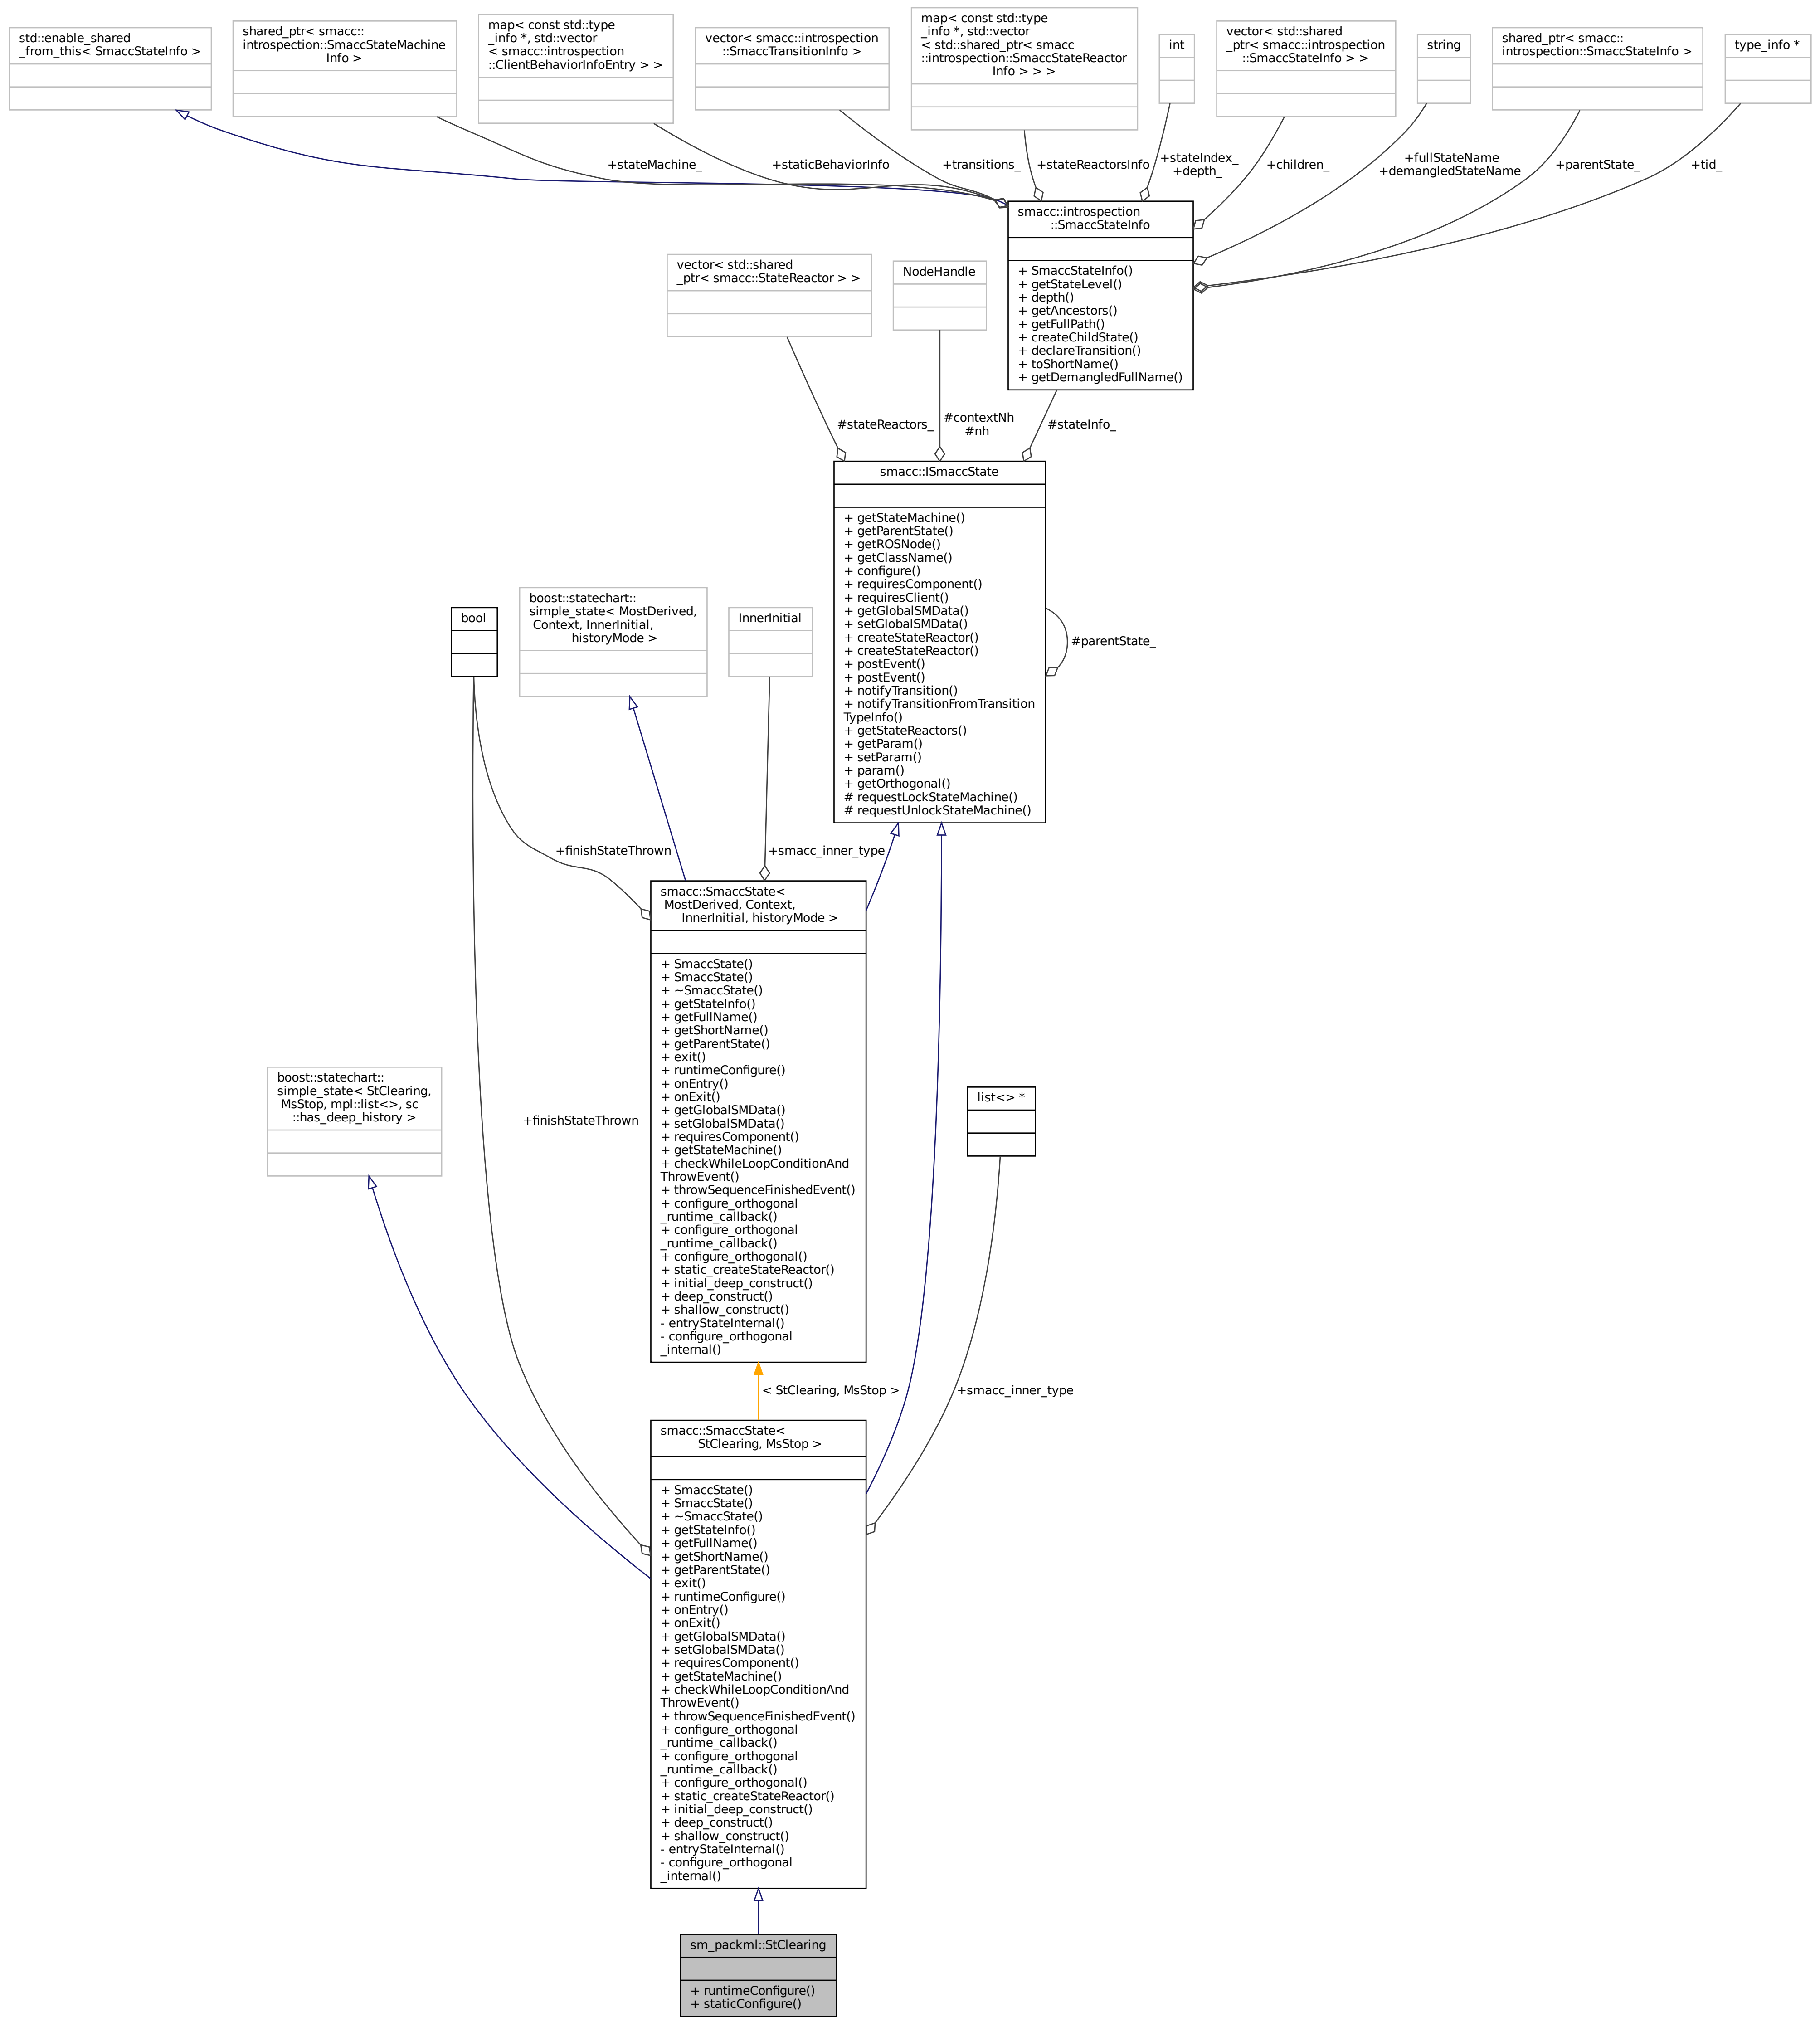 std::enable_shared
_from_this< SmaccStateInfo >
shared_ptr< smacc::
introspection::SmaccStateMachine
Info >
map< const std::type
_info *, std::vector
< smacc::introspection
::ClientBehaviorInfoEntry > >
vector< smacc::introspection
::SmaccTransitionInfo >
map< const std::type
_info *, std::vector
< std::shared_ptr< smacc
::introspection::SmaccStateReactor
Info > > >
int
vector< std::shared
_ptr< smacc::introspection
::SmaccStateInfo > >
string
shared_ptr< smacc::
introspection::SmaccStateInfo >
type_info *
+stateMachine_
+staticBehaviorInfo
+transitions_
+stateReactorsInfo
+stateIndex_
+depth_
+children_
+fullStateName
+demangledStateName
+parentState_
+tid_
smacc::introspection
::SmaccStateInfo
+ SmaccStateInfo()
+ getStateLevel()
+ depth()
+ getAncestors()
+ getFullPath()
+ createChildState()
+ declareTransition()
+ toShortName()
+ getDemangledFullName()
vector< std::shared
_ptr< smacc::StateReactor > >
NodeHandle
#stateReactors_
#contextNh
#nh
#stateInfo_
smacc::ISmaccState
+ getStateMachine()
+ getParentState()
+ getROSNode()
+ getClassName()
+ configure()
+ requiresComponent()
+ requiresClient()
+ getGlobalSMData()
+ setGlobalSMData()
+ createStateReactor()
+ createStateReactor()
+ postEvent()
+ postEvent()
+ notifyTransition()
+ notifyTransitionFromTransition
TypeInfo()
+ getStateReactors()
+ getParam()
+ setParam()
+ param()
+ getOrthogonal()
# requestLockStateMachine()
# requestUnlockStateMachine()
#parentState_
bool
boost::statechart::
simple_state< MostDerived,
Context, InnerInitial,
historyMode >
InnerInitial
+finishStateThrown
+smacc_inner_type
smacc::SmaccState<
MostDerived, Context,
InnerInitial, historyMode >
+ SmaccState()
+ SmaccState()
+ ~SmaccState()
+ getStateInfo()
+ getFullName()
+ getShortName()
+ getParentState()
+ exit()
+ runtimeConfigure()
+ onEntry()
+ onExit()
+ getGlobalSMData()
+ setGlobalSMData()
+ requiresComponent()
+ getStateMachine()
+ checkWhileLoopConditionAnd
ThrowEvent()
+ throwSequenceFinishedEvent()
+ configure_orthogonal
_runtime_callback()
+ configure_orthogonal
_runtime_callback()
+ configure_orthogonal()
+ static_createStateReactor()
+ initial_deep_construct()
+ deep_construct()
+ shallow_construct()
- entryStateInternal()
- configure_orthogonal
_internal()
boost::statechart::
simple_state< StClearing,
MsStop, mpl::list<>, sc
::has_deep_history >
+finishStateThrown
list<> *
< StClearing, MsStop >
+smacc_inner_type
smacc::SmaccState<
StClearing, MsStop >
+ SmaccState()
+ SmaccState()
+ ~SmaccState()
+ getStateInfo()
+ getFullName()
+ getShortName()
+ getParentState()
+ exit()
+ runtimeConfigure()
+ onEntry()
+ onExit()
+ getGlobalSMData()
+ setGlobalSMData()
+ requiresComponent()
+ getStateMachine()
+ checkWhileLoopConditionAnd
ThrowEvent()
+ throwSequenceFinishedEvent()
+ configure_orthogonal
_runtime_callback()
+ configure_orthogonal
_runtime_callback()
+ configure_orthogonal()
+ static_createStateReactor()
+ initial_deep_construct()
+ deep_construct()
+ shallow_construct()
- entryStateInternal()
- configure_orthogonal
_internal()
sm_packml::StClearing
+ runtimeConfigure()
+ staticConfigure()